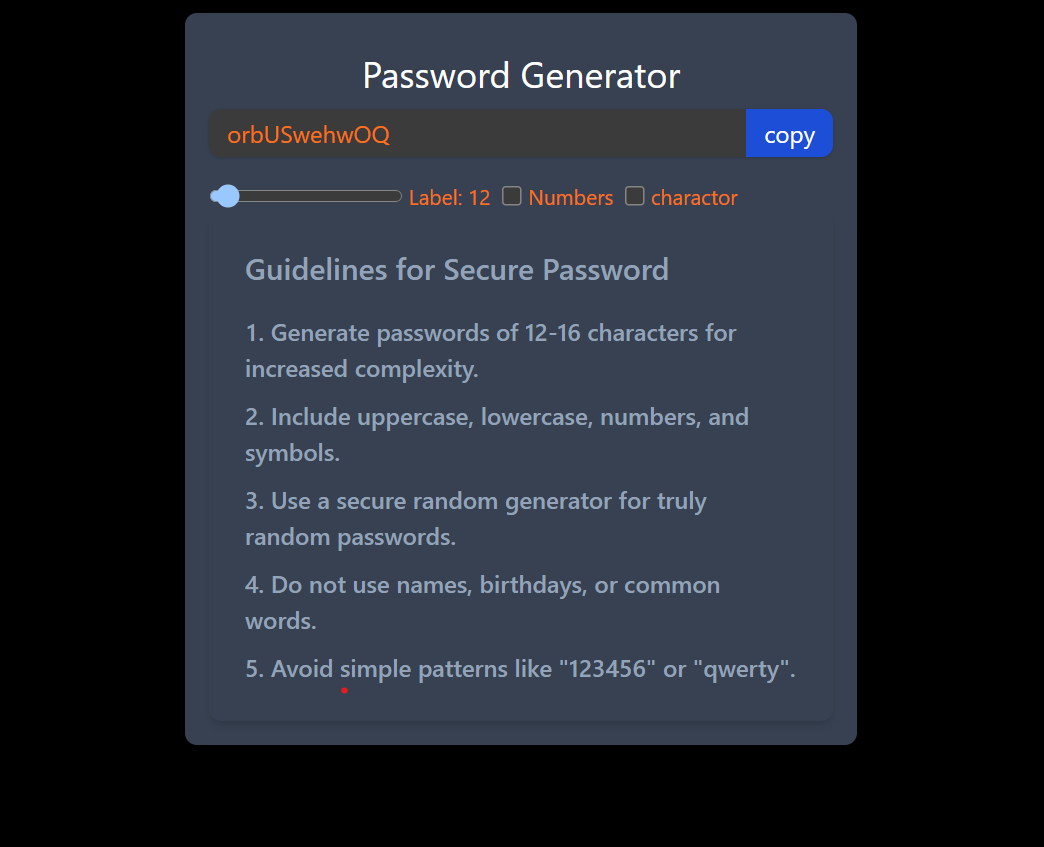 Password Generator
orbUSwehwOQ
copy
Label: 12 Numbers charactor
Guidelines for Secure Password
1. Generate passwords of 12-16 characters for
increased complexity.
2. Include uppercase, lowercase, numbers, and
symbols.
3. Use a secure random generator for truly
random passwords.
4. Do not use names, birthdays, or common
words.
5. Avoid simple patterns like "123456" or "qwerty".